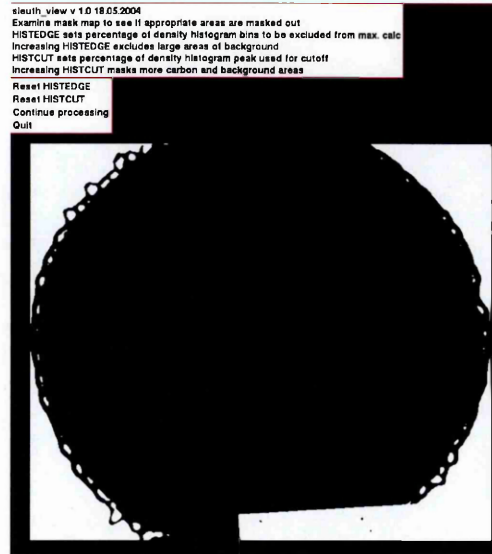 sleuth_view v 1.0 18.05.2004
Examine mask map to see if appropriate areas are masked out
HISTEDGE sets percentage of density histogram bins to be excluded from max. calc
Increasing HISTEDGE excludes large areas of background
HISTCUT sets percentage of density histogram peak used for cutoff
Increasing HISTCUT masks more carbon and background areas
Reset HISTEDGE
Reset HISTCUT
Continue processing
Quit